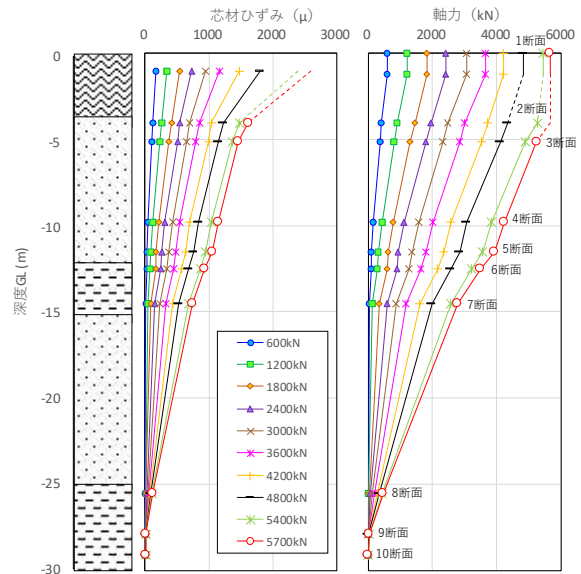 芯材ひずみ (μ)
0 1000 2000 3000
軸力 (kN)
0 2000 4000 6000
深度GL (m)
0
-5
-10
-15
-20
-25
-30
1断面
2断面
3断面
4断面
5断面
6断面
7断面
8断面
9断面
10断面
600kN
1200kN
1800kN
2400kN
3000kN
3600kN
4200kN
4800kN
5400kN
5700kN